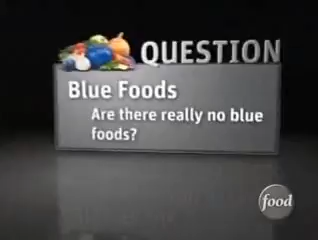 QUESTION
Blue Foods
Are there really no blue
foods?
food